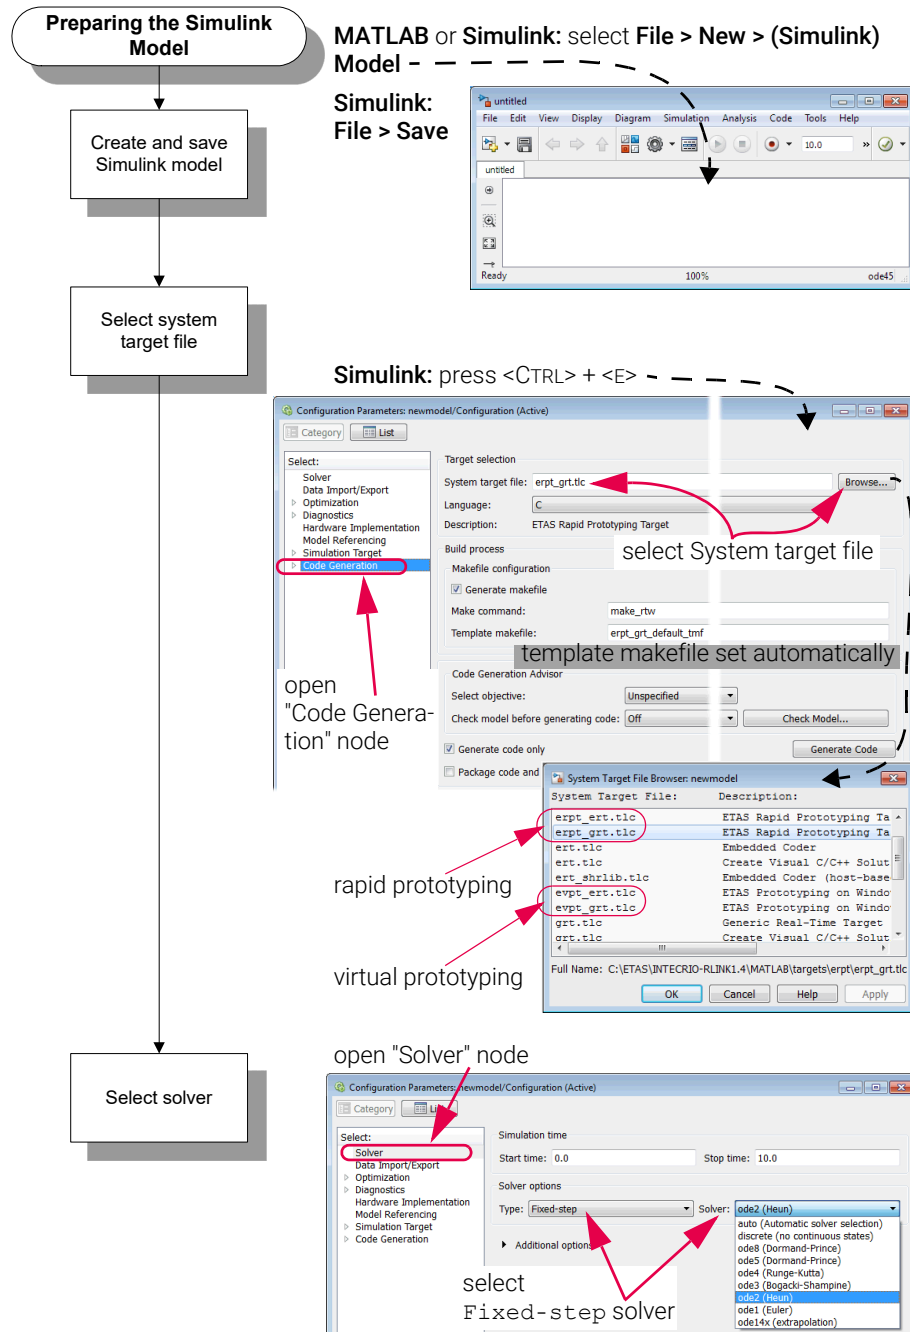 Preparing the Simulink
Model
MATLAB or Simulink: select File > New > (Simulink)
Model
Simulink:
File > Save
Create and save
Simulink model
untitled
File Edit View Display Diagram Simulation Analysis Code Tools Help
10.0 »
untitled
Ready 100% ode45
Select system
target file
Simulink: press <CTRL> + <E>
Configuration Parameters: newmodel/Configuration (Active)
Category List
Select:
Solver
Data Import/Export
Optimization
Diagnostics
Hardware Implementation
Model Referencing
Simulation Target
Code Generation
Target selection
System target file: erpt_grt.tlc Browse...
Language: C
Description: ETAS Rapid Prototyping Target
select System target file
Build process
Makefile configuration
Generate makefile
Make command: make_rtw
Template makefile: erpt_grt_default_tmf
template makefile set automatically
Code Generation Advisor
Select objective: Unspecified
Check model before generating code: Off Check Model...
Generate code only Generate Code
Package code and
open
"Code Genera-
tion" node
System Target File Browser: newmodel
System Target File: Description:
erpt_ert.tlc ETAS Rapid Prototyping Ta
erpt_grt.tlc ETAS Rapid Prototyping Ta
ert.tlc Embedded Coder
ert.tlc Create Visual C/C++ Solut
ert_shrlib.tlc Embedded Coder (host-base
evpt_ert.tlc ETAS Prototyping on Windo
evpt_grt.tlc ETAS Prototyping on Windo
grt.tlc Generic Real-Time Target
grt.tlc Create Visual C/C++ Solut
Full Name: C:\ETAS\INTECRIO-RLINK1.4\MATLAB\targets\erpt\erpt_grt.tlc
OK Cancel Help Apply
rapid prototyping
virtual prototyping
Select solver
open "Solver" node
Configuration Parameters: newmodel/Configuration (Active)
Category List
Select:
Solver
Data Import/Export
Optimization
Diagnostics
Hardware Implementation
Model Referencing
Simulation Target
Code Generation
Simulation time
Start time: 0.0 Stop time: 10.0
Solver options
Type: Fixed-step Solver: ode2 (Heun)
auto (Automatic solver selection)
discrete (no continuous states)
ode8 (Dormand-Prince)
ode5 (Dormand-Prince)
ode4 (Runge-Kutta)
ode3 (Bogacki-Shampine)
ode2 (Heun)
ode1 (Euler)
ode14x (extrapolation)
Additional options
select
Fixed-step solver